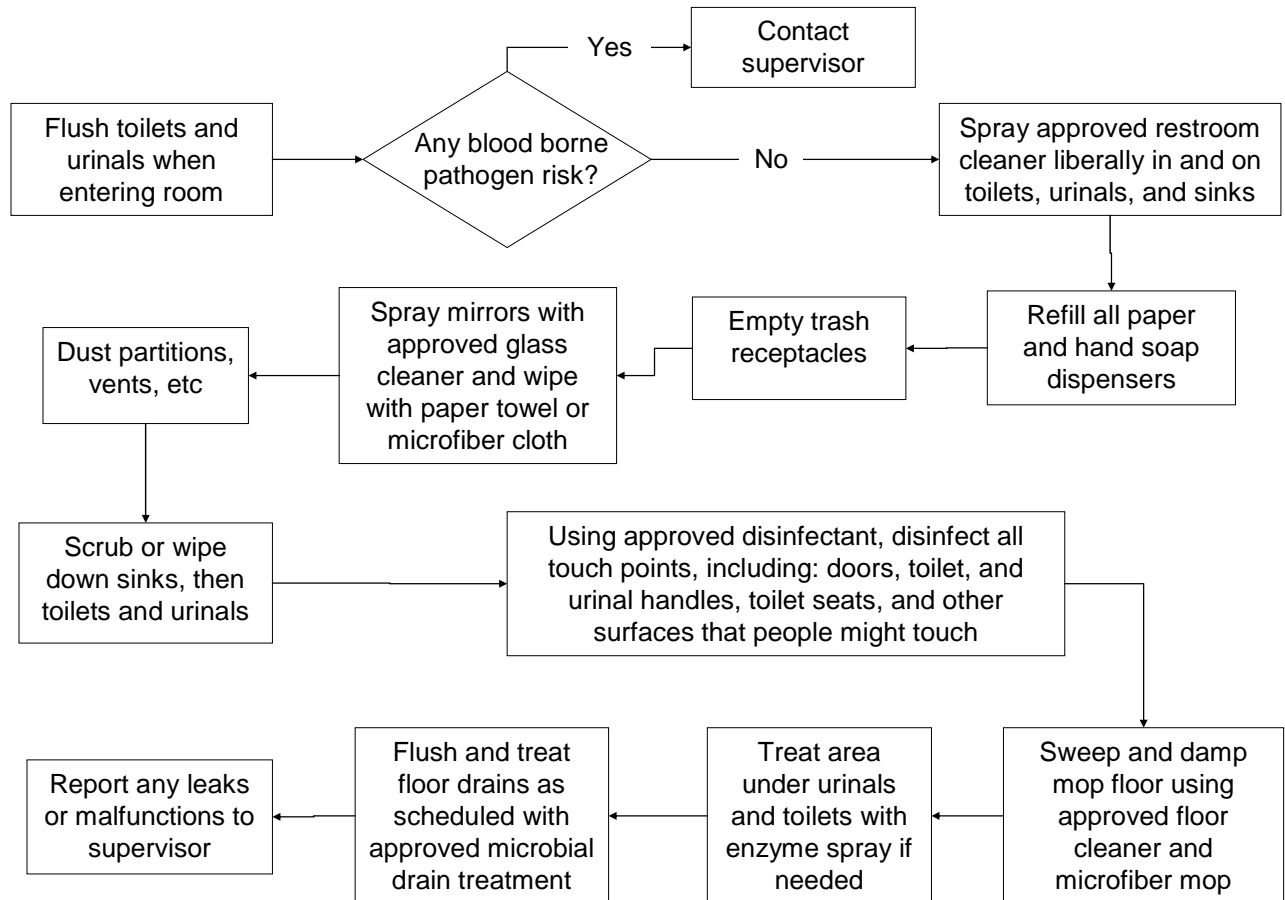 Flush toilets and
urinals when
entering room
Any blood borne
pathogen risk?
Yes
Contact
supervisor
No
Spray approved restroom
cleaner liberally in and on
toilets, urinals, and sinks
Refill all paper
and hand soap
dispensers
Empty trash
receptacles
Spray mirrors with
approved glass
cleaner and wipe
with paper towel or
microfiber cloth
Dust partitions,
vents, etc
Scrub or wipe
down sinks, then
toilets and urinals
Using approved disinfectant, disinfect all
touch points, including: doors, toilet, and
urinal handles, toilet seats, and other
surfaces that people might touch
Sweep and damp
mop floor using
approved floor
cleaner and
microfiber mop
Treat area
under urinals
and toilets with
enzyme spray if
needed
Flush and treat
floor drains as
scheduled with
approved microbial
drain treatment
Report any leaks
or malfunctions to
supervisor